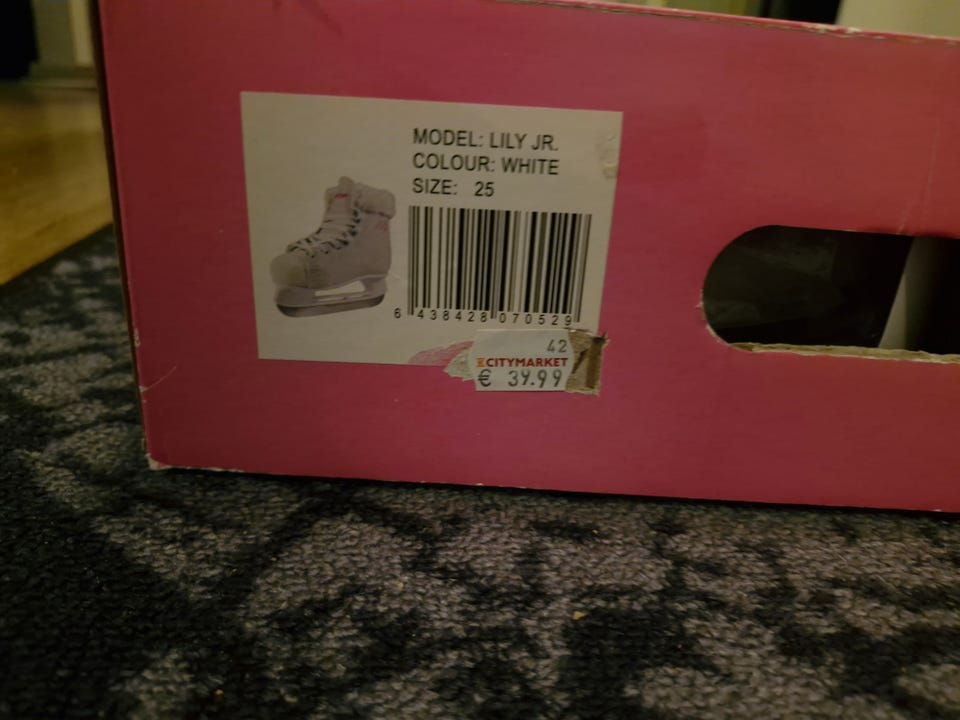 MODEL: LILY JR.
COLOUR: WHITE
SIZE: 25
6 438428 070529
42
CITYMARKET
€ 39.99